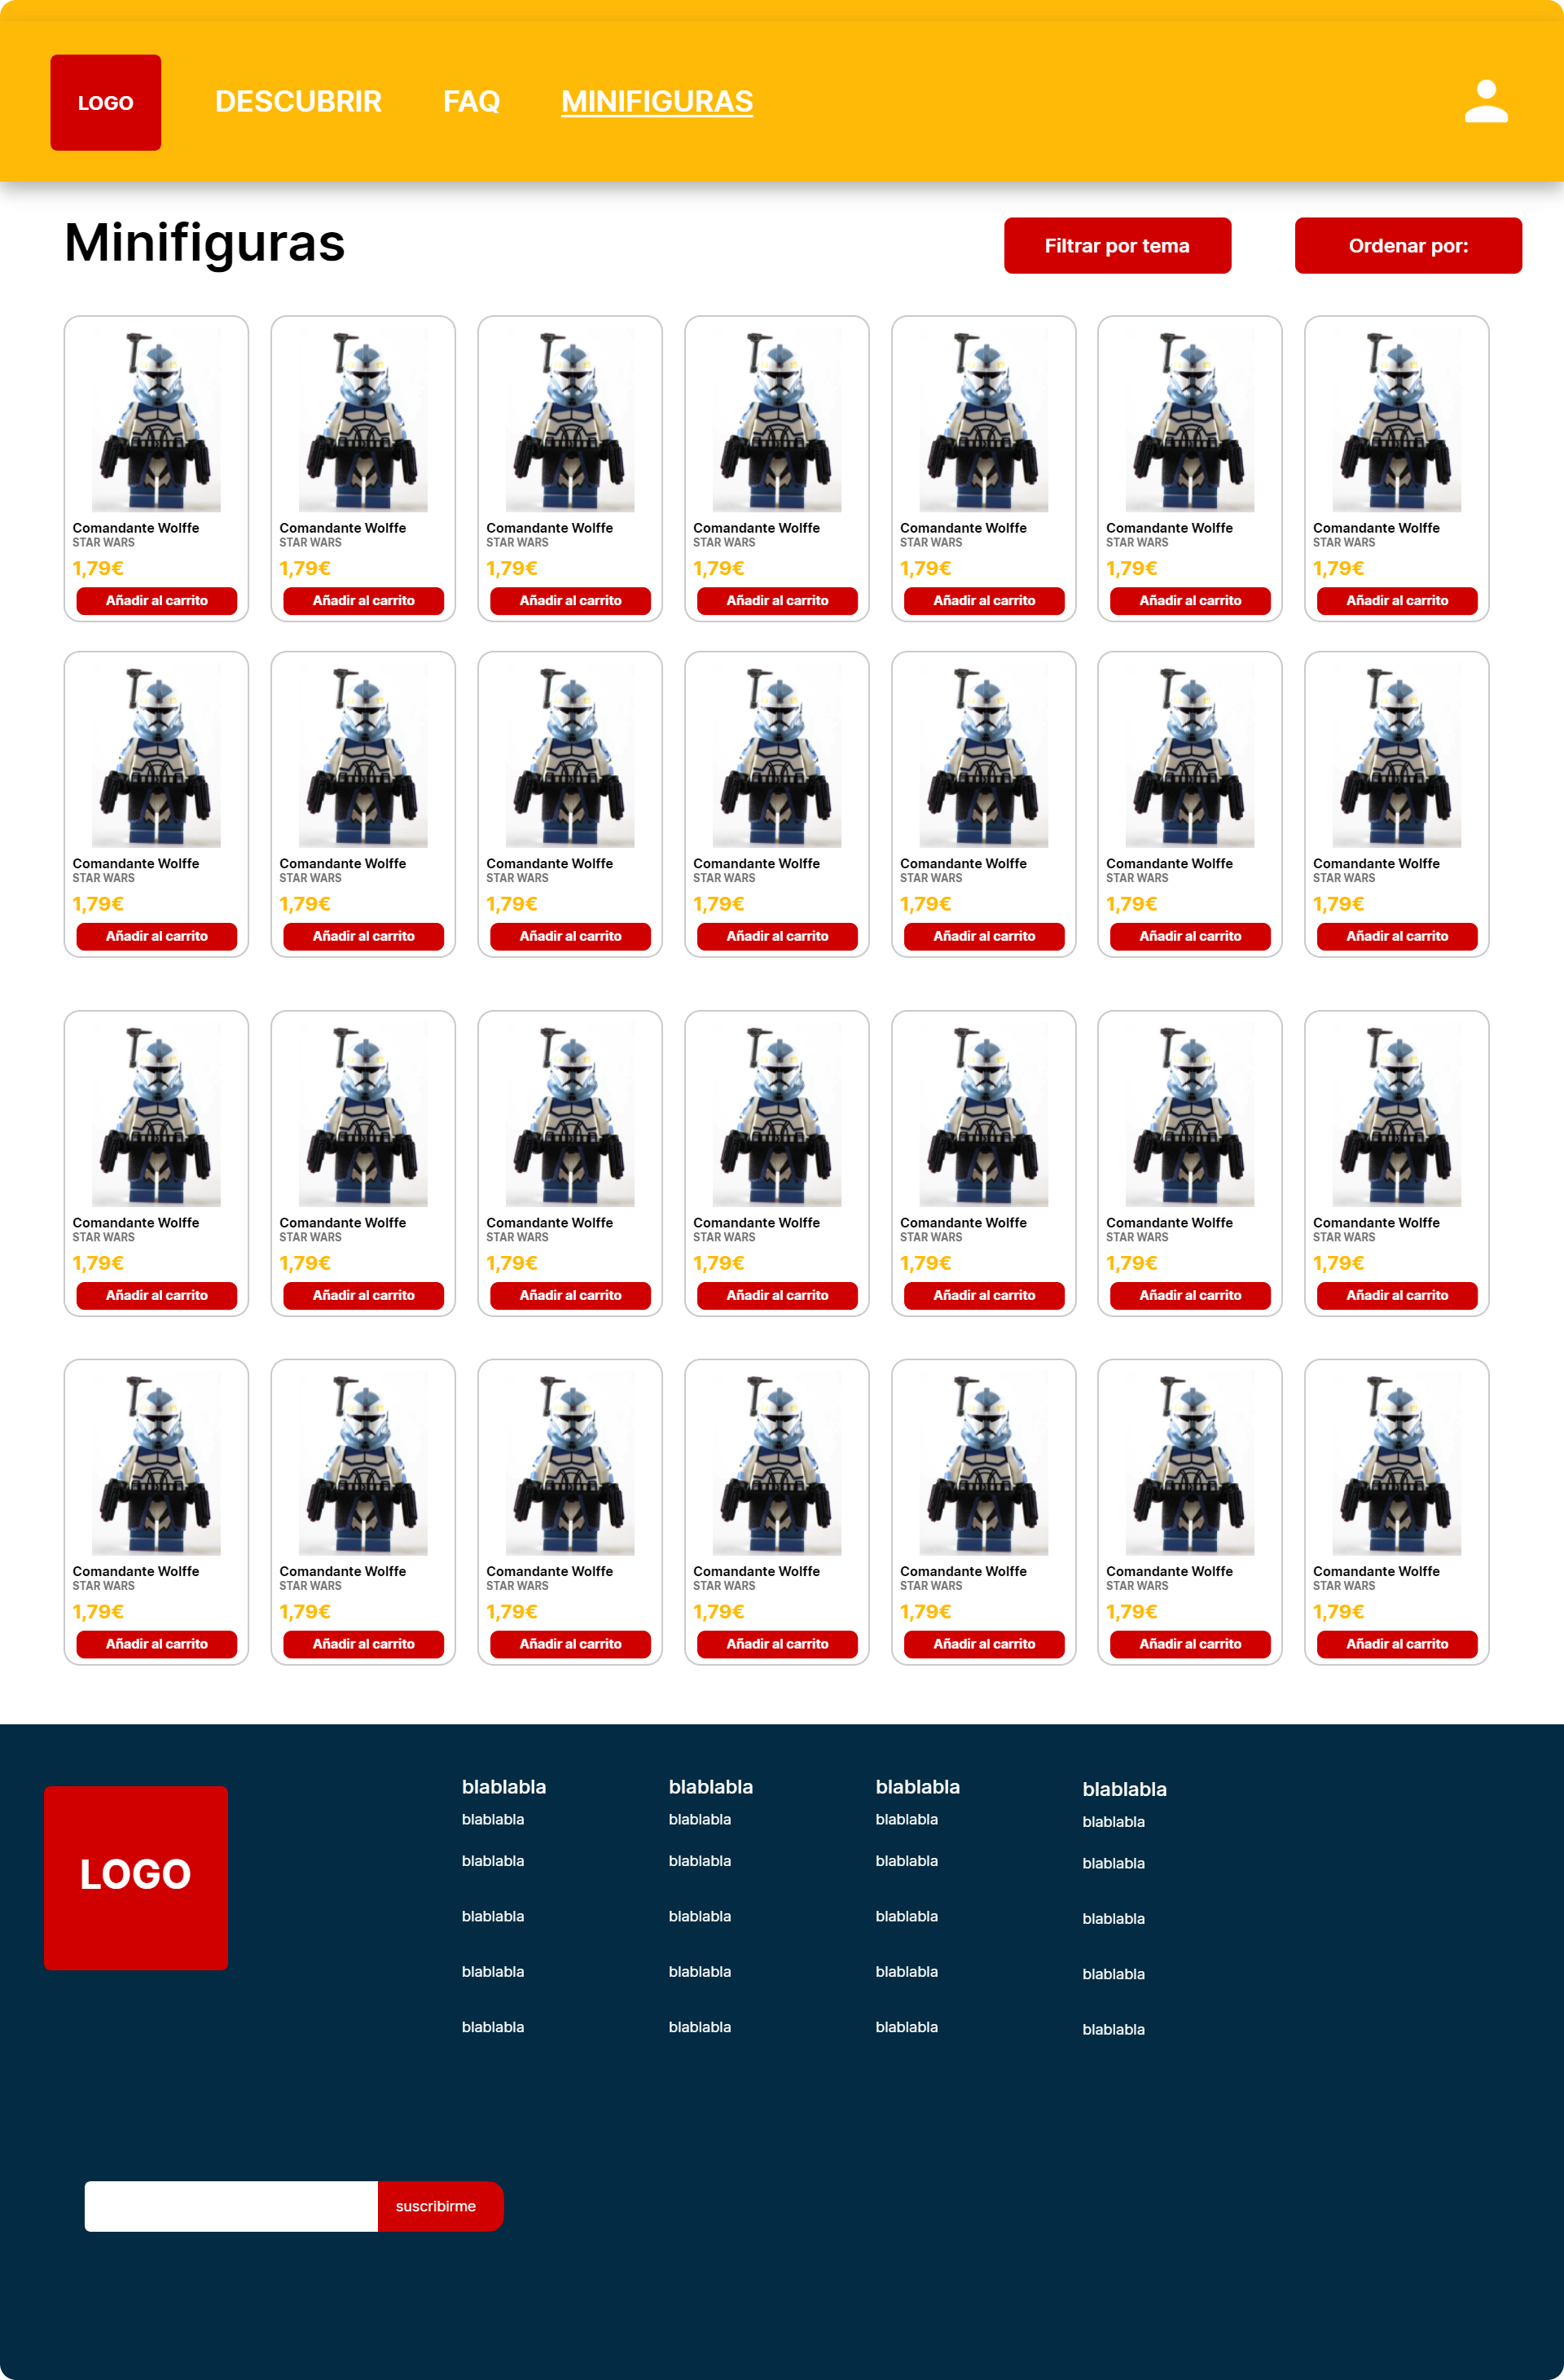 LOGO
DESCUBRIR FAQ MINIFIGURAS
Minifiguras
Filtrar por tema Ordenar por:
Comandante Wolffe Comandante Wolffe Comandante Wolffe Comandante Wolffe Comandante Wolffe Comandante Wolffe Comandante Wolffe
STAR WARS STAR WARS STAR WARS STAR WARS STAR WARS STAR WARS STAR WARS
1,79€ 1,79€ 1,79€ 1,79€ 1,79€ 1,79€ 1,79€
Añadir al carrito Añadir al carrito Añadir al carrito Añadir al carrito Añadir al carrito Añadir al carrito Añadir al carrito
Comandante Wolffe Comandante Wolffe Comandante Wolffe Comandante Wolffe Comandante Wolffe Comandante Wolffe Comandante Wolffe
STAR WARS STAR WARS STAR WARS STAR WARS STAR WARS STAR WARS STAR WARS
1,79€ 1,79€ 1,79€ 1,79€ 1,79€ 1,79€ 1,79€
Añadir al carrito Añadir al carrito Añadir al carrito Añadir al carrito Añadir al carrito Añadir al carrito Añadir al carrito
Comandante Wolffe Comandante Wolffe Comandante Wolffe Comandante Wolffe Comandante Wolffe Comandante Wolffe Comandante Wolffe
STAR WARS STAR WARS STAR WARS STAR WARS STAR WARS STAR WARS STAR WARS
1,79€ 1,79€ 1,79€ 1,79€ 1,79€ 1,79€ 1,79€
Añadir al carrito Añadir al carrito Añadir al carrito Añadir al carrito Añadir al carrito Añadir al carrito Añadir al carrito
Comandante Wolffe Comandante Wolffe Comandante Wolffe Comandante Wolffe Comandante Wolffe Comandante Wolffe Comandante Wolffe
STAR WARS STAR WARS STAR WARS STAR WARS STAR WARS STAR WARS STAR WARS
1,79€ 1,79€ 1,79€ 1,79€ 1,79€ 1,79€ 1,79€
Añadir al carrito Añadir al carrito Añadir al carrito Añadir al carrito Añadir al carrito Añadir al carrito Añadir al carrito
LOGO
blablabla blablabla blablabla blablabla
blablabla blablabla blablabla blablabla
blablabla blablabla blablabla blablabla
blablabla blablabla blablabla blablabla
blablabla blablabla blablabla blablabla
blablabla blablabla blablabla blablabla
suscribirme